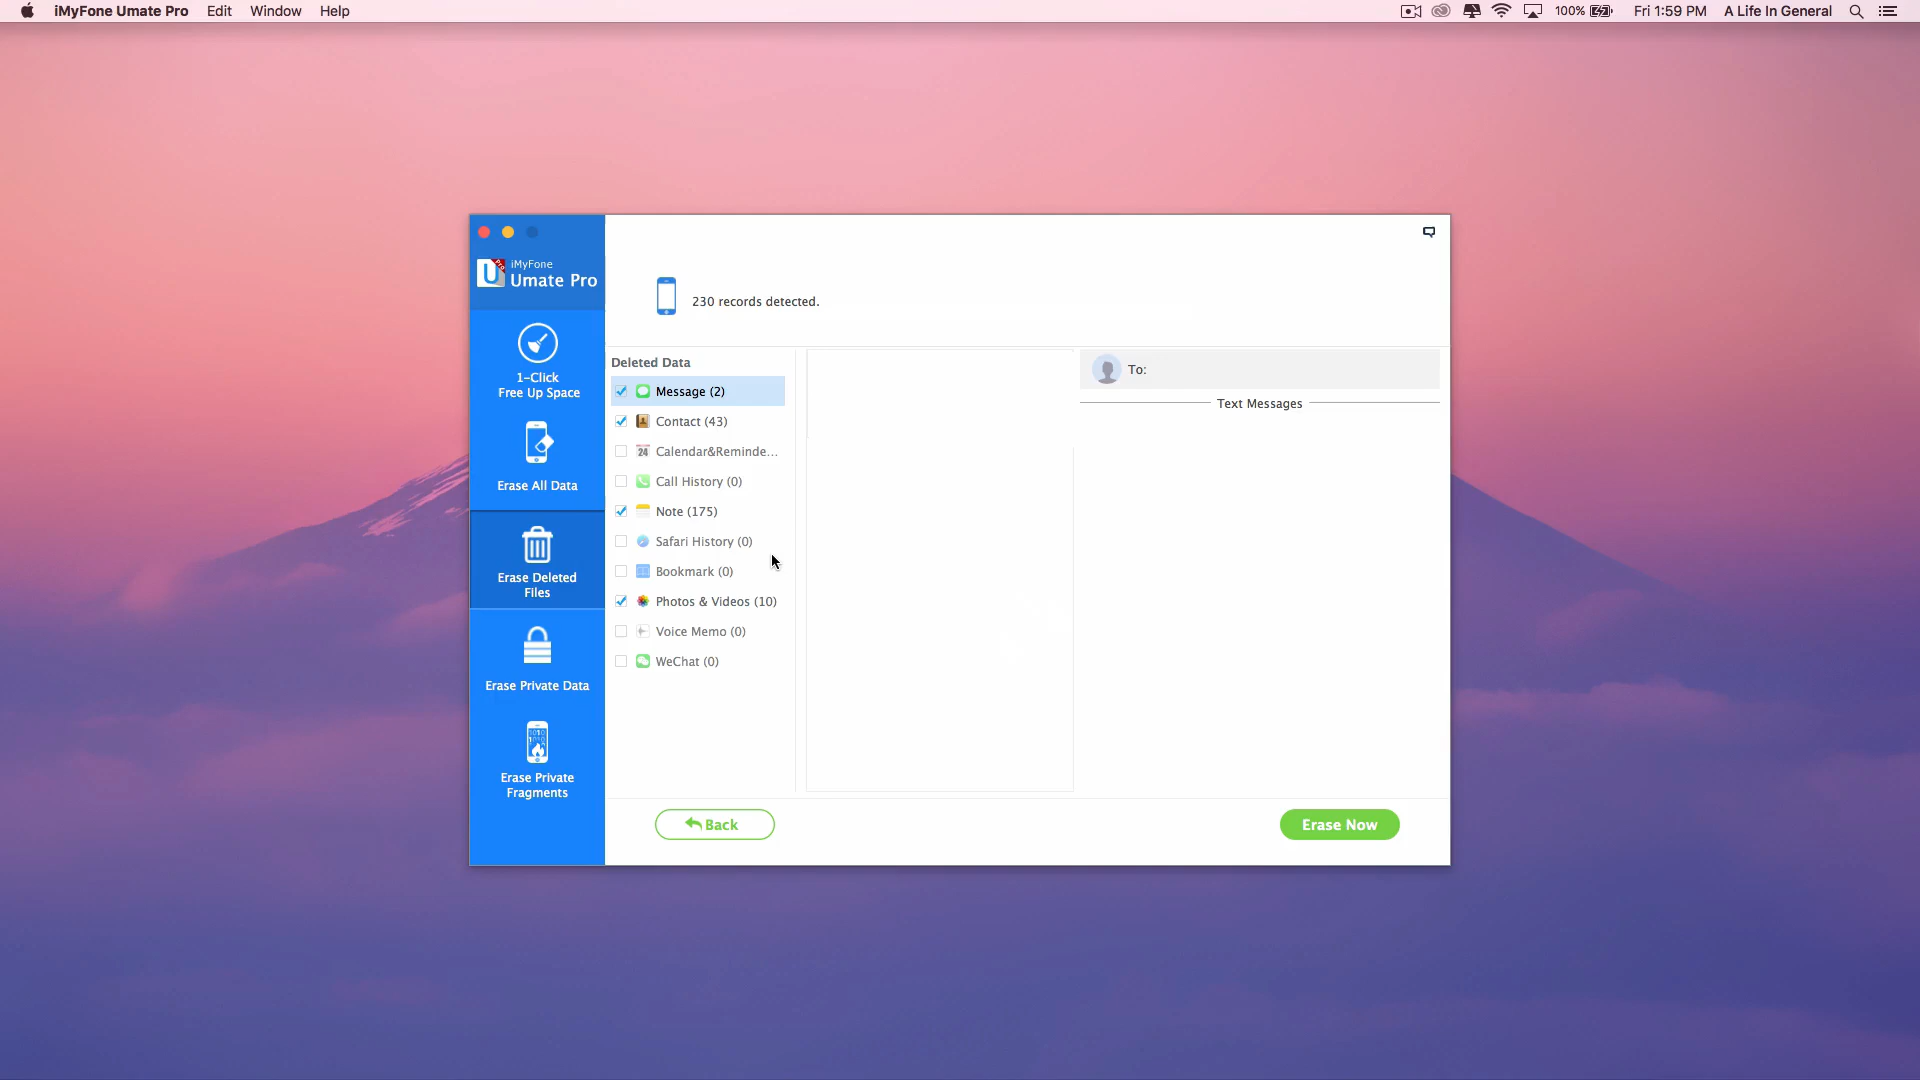 iMyFone Umate Pro Edit Window Help
100% Fri 1:59 PM A Life In General
iMyFone
Umate Pro
Pro
1-Click
Free Up Space
Erase All Data
Erase Deleted
Files
Erase Private Data
Erase Private
Fragments
230 records detected.
Deleted Data
Message (2)
Contact (43)
24 Calendar&Reminde...
Call History (0)
Note (175)
Safari History (0)
Bookmark (0)
Photos & Videos (10)
Voice Memo (0)
WeChat (0)
To:
Text Messages
Back
Erase Now